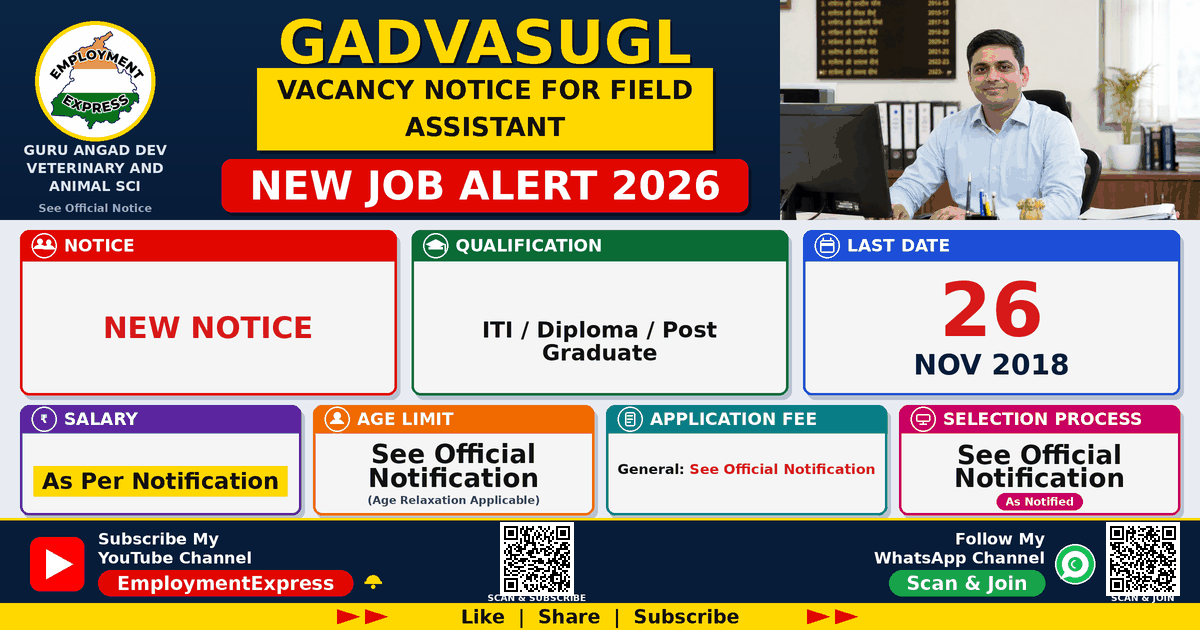 EMPLOYMENT
EXPRESS
GURU ANGAD DEV
VETERINARY AND
ANIMAL SCI
See Official Notice
GADVASUGL
VACANCY NOTICE FOR FIELD
ASSISTANT
NEW JOB ALERT 2026
NOTICE
NEW NOTICE
QUALIFICATION
ITI / Diploma / Post
Graduate
LAST DATE
26
NOV 2018
₹ SALARY
As Per Notification
AGE LIMIT
See Official
Notification
(Age Relaxation Applicable)
APPLICATION FEE
General: See Official Notification
SELECTION PROCESS
See Official
Notification
As Notified
Subscribe My
YouTube Channel
EmploymentExpress
SCAN & SUBSCRIBE
Follow My
WhatsApp Channel
Scan & Join
SCAN & JOIN
Like | Share | Subscribe